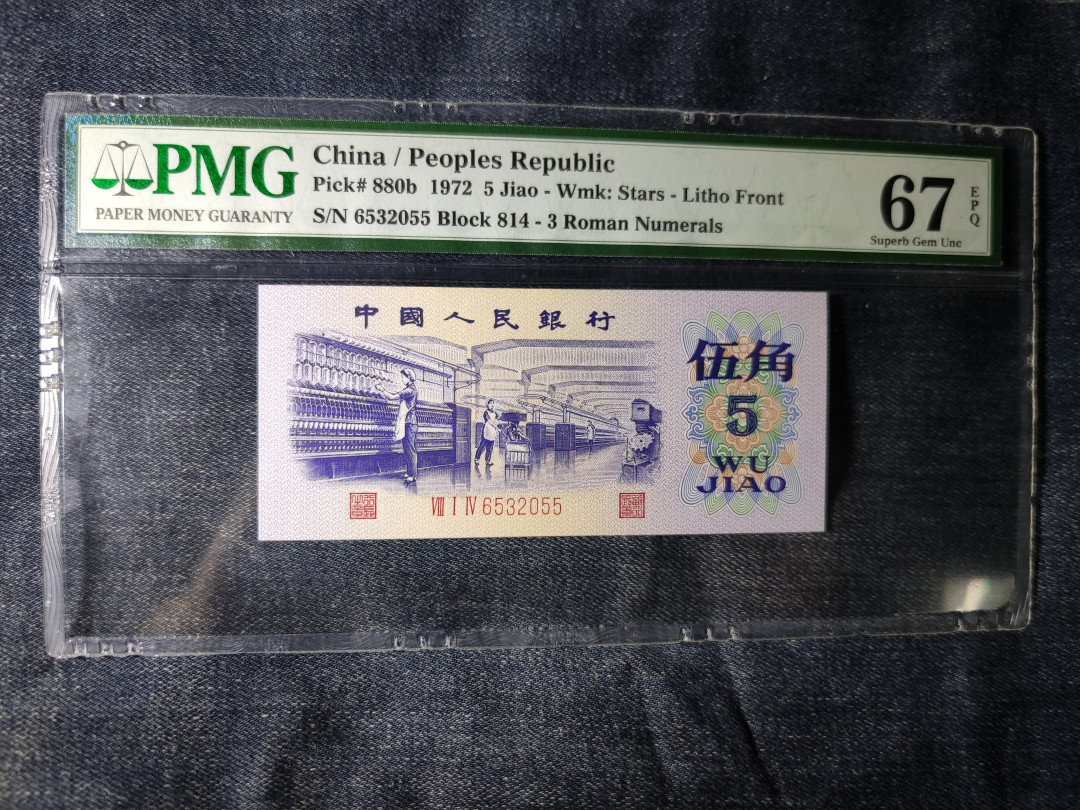 PMG
PAPER MONEY GUARANTY
China / Peoples Republic
Pick# 880b 1972 5 Jiao - Wmk: Stars - Litho Front
S/N 6532055 Block 814 - 3 Roman Numerals
67
EPQ
Superb Gem Unc
中國人民銀行
伍角
5
WU
JIAO
VIII I IV 6532055